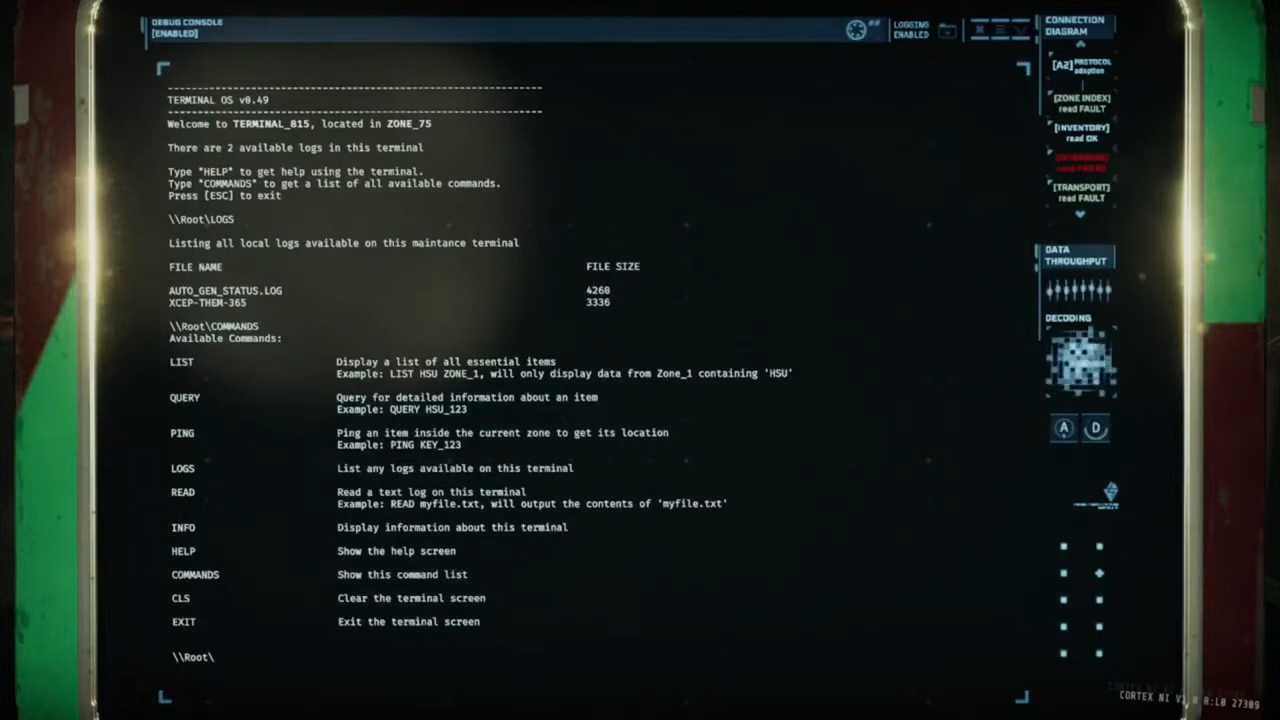 DEBUG CONSOLE
[ENABLED]
LOGGING
ENABLED
CONNECTION
DIAGRAM
[A2] PROTOCOL
adaption
[ZONE INDEX]
read FAULT
[INVENTORY]
read OK
[TRANSPORT]
read FAULT
DATA
THROUGHPUT
DECODING
A D
----------------------------------------------------------------
TERMINAL OS v0.49
----------------------------------------------------------------
Welcome to TERMINAL_815, located in ZONE_75
There are 2 available logs in this terminal
Type "HELP" to get help using the terminal.
Type "COMMANDS" to get a list of all available commands.
Press [ESC] to exit
\\Root\LOGS
Listing all local logs available on this maintance terminal
FILE NAME FILE SIZE
AUTO_GEN_STATUS.LOG 4260
XCEP-THEM-365 3336
\\Root\COMMANDS
Available Commands:
LIST Display a list of all essential items
Example: LIST HSU ZONE_1, will only display data from Zone_1 containing 'HSU'
QUERY Query for detailed information about an item
Example: QUERY HSU_123
PING Ping an item inside the current zone to get its location
Example: PING KEY_123
LOGS List any logs available on this terminal
READ Read a text log on this terminal
Example: READ myfile.txt, will output the contents of 'myfile.txt'
INFO Display information about this terminal
HELP Show the help screen
COMMANDS Show this command list
CLS Clear the terminal screen
EXIT Exit the terminal screen
\\Root\
CORTEX NI V1.0 R:L0 27309